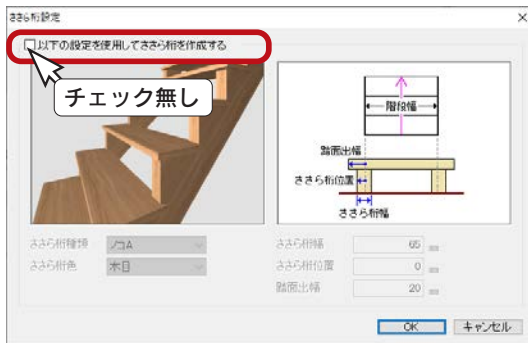 ささら桁設定
以下の設定を使用してささら桁を作成する
チェック無し
階段幅
踏面出幅
ささら桁位置
ささら桁幅
ささら桁種類 ノコA
ささら桁色 木目
ささら桁幅 65 mm
ささら桁位置 0 mm
踏面出幅 20 mm
OK キャンセル